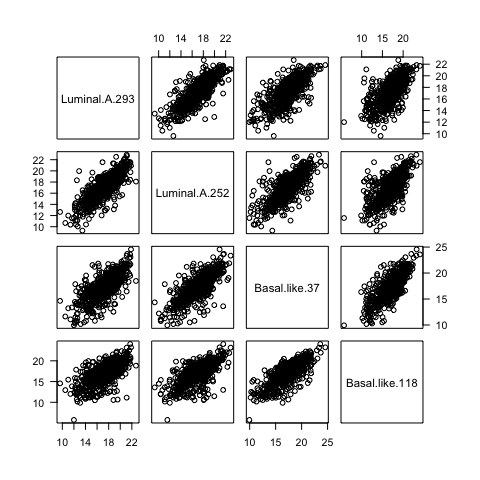 10 14 18 22
10 15 20
Luminal.A.293
10 12 14 16 18 20 22
10 12 14 16 18 20 22
Luminal.A.252
Basal.like.37
10 15 20 25
10 15 20
Basal.like.118
10 14 18 22
10 15 20 25